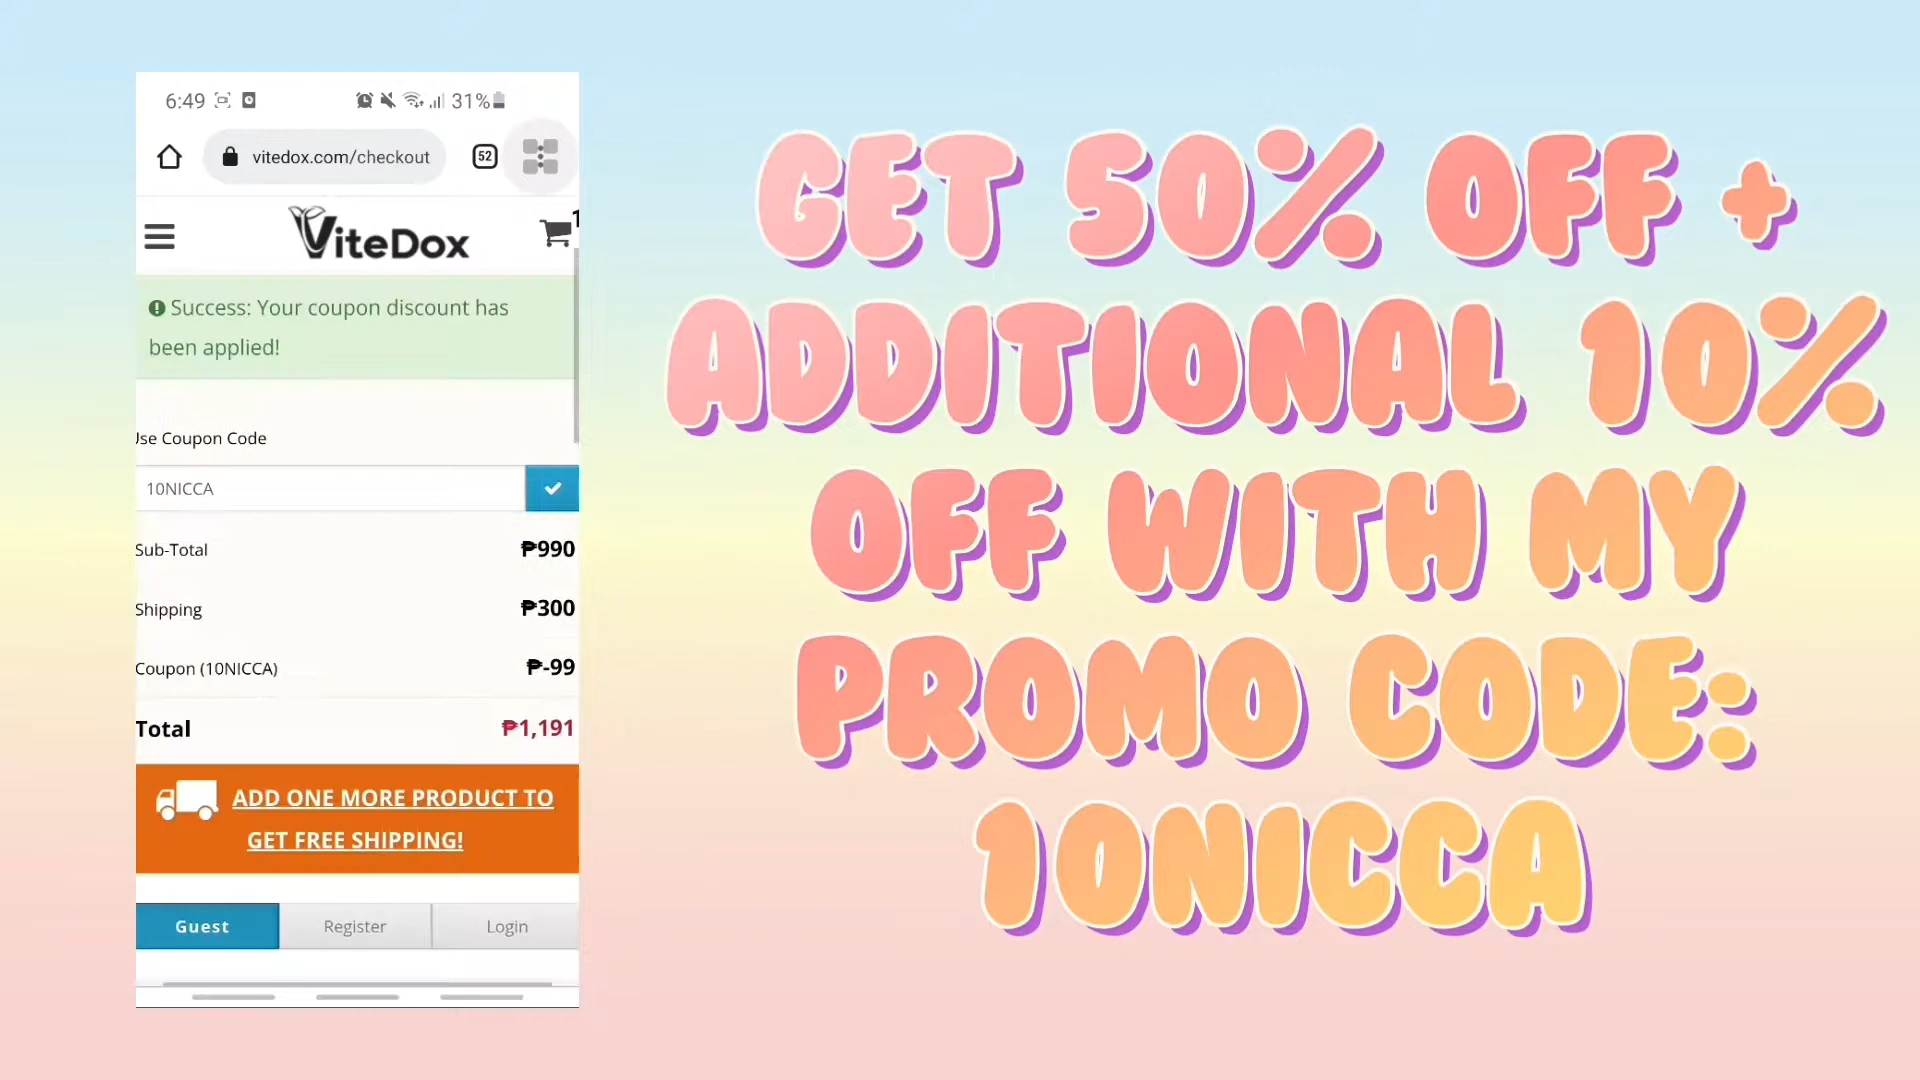 6:49
31%
vitedox.com/checkout
52
ViteDox
Success: Your coupon discount has
been applied!
Use Coupon Code
10NICCA
Sub-Total ₱990
Shipping ₱300
Coupon (10NICCA) ₱-99
Total ₱1,191
ADD ONE MORE PRODUCT TO
GET FREE SHIPPING!
Guest Register Login
GET 50% OFF +
ADDITIONAL 10%
OFF WITH MY
PROMO CODE:
10NICCA